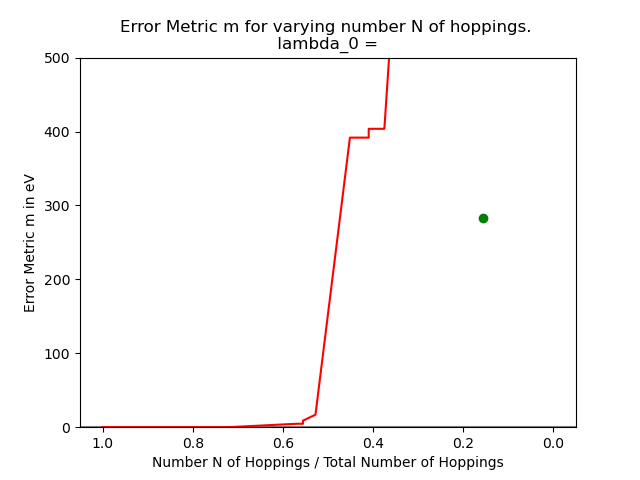 Error Metric m for varying number N of hoppings.
lambda_0 =
500
400
300
200
100
0
Error Metric m in eV
1.0 0.8 0.6 0.4 0.2 0.0
Number N of Hoppings / Total Number of Hoppings